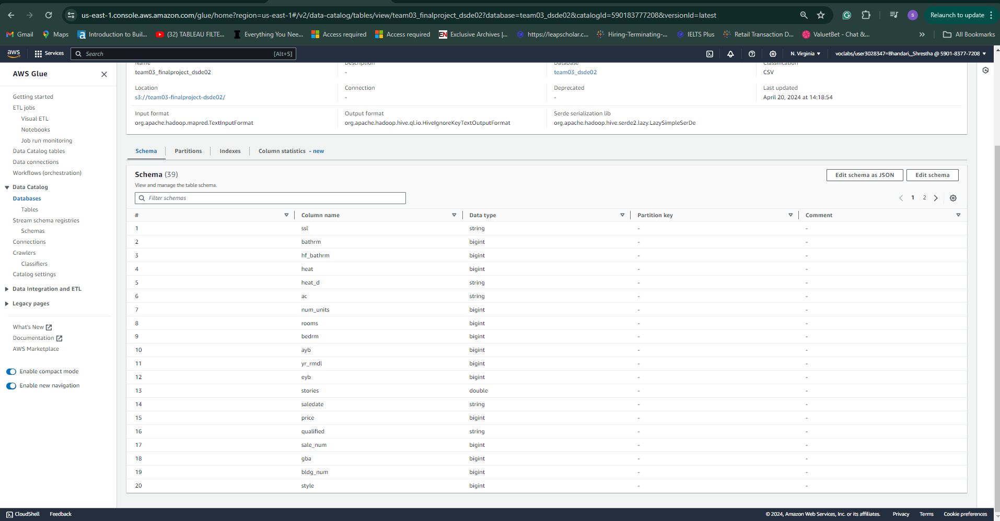 us-east-1.console.aws.amazon.com/glue/home?region=us-east-1#/v2/data-catalog/tables/view/team03_finalproject_dsde02?database=team03_dsde02&catalogId=590183777208&versionId=latest
S
Relaunch to update
Gmail
Maps
Introduction to Buil...
(32) TABLEAU FILTE...
Everything You Nee...
Access required
Access required
EN Exclusive Archives |...
https://leapscholar.c...
Hiring-Terminating-...
IELTS Plus
Retail Transaction D...
ValuetBet - Chat &...
All Bookmarks
aws
Services
Search
[Alt+S]
N. Virginia
voclabs/user3028347=Bhandari,_Shrestha @ 5901-8377-7208
AWS Glue
Getting started
ETL jobs
Visual ETL
Notebooks
Job run monitoring
Data Catalog tables
Data connections
Workflows (orchestration)
Data Catalog
Databases
Tables
Stream schema registries
Schemas
Connections
Crawlers
Classifiers
Catalog settings
Data Integration and ETL
Legacy pages
What's New
Documentation
AWS Marketplace
Enable compact mode
Enable new navigation
Name Description Database Classification
team03_finalproject_dsde02 - team03_dsde02 CSV
Location Connection Deprecated Last updated
s3://team03-finalproject-dsde02/ - - April 20, 2024 at 14:18:54
Input format Output format Serde serialization lib
org.apache.hadoop.mapred.TextInputFormat org.apache.hadoop.hive.ql.io.HiveIgnoreKeyTextOutputFormat org.apache.hadoop.hive.serde2.lazy.LazySimpleSerDe
Schema Partitions Indexes Column statistics - new
Schema (39)
View and manage the table schema.
Edit schema as JSON
Edit schema
Filter schemas
1 2
# Column name Data type Partition key Comment
1 ssl string - -
2 bathrm bigint - -
3 hf_bathrm bigint - -
4 heat bigint - -
5 heat_d string - -
6 ac string - -
7 num_units bigint - -
8 rooms bigint - -
9 bedrm bigint - -
10 ayb bigint - -
11 yr_rmdl bigint - -
12 eyb bigint - -
13 stories double - -
14 saledate string - -
15 price bigint - -
16 qualified string - -
17 sale_num bigint - -
18 gba bigint - -
19 bldg_num bigint - -
20 style bigint - -
CloudShell Feedback
© 2024, Amazon Web Services, Inc. or its affiliates. Privacy Terms Cookie preferences